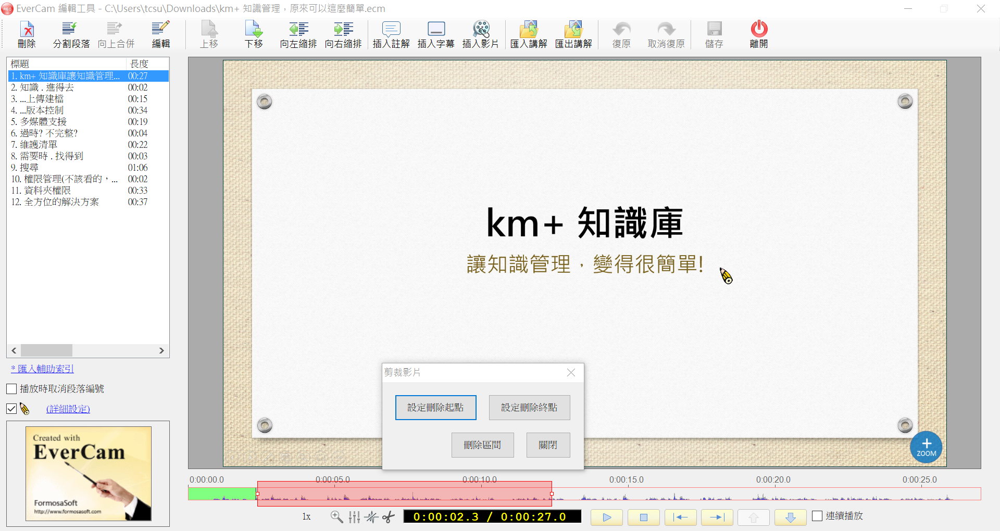 EverCam 編輯工具 - C:\Users\tcsu\Downloads\km+ 知識管理，原來可以這麼簡單.ecm
刪除 分割段落 向上合併 編輯 上移 下移 向左縮排 向右縮排 插入註解 插入字幕 插入影片 匯入講解 匯出講解 復原 取消復原 儲存 離開
標題 長度
1. km+ 知識庫讓知識管理... 00:27
2. 知識 . 進得去 00:02
3. ...上傳建檔 00:15
4. ...版本控制 00:34
5. 多媒體支援 00:19
6. 過時? 不完整? 00:04
7. 維護清單 00:22
8. 需要時 . 找得到 00:03
9. 搜尋 01:06
10. 權限管理(不該看的，... 00:02
11. 資料夾權限 00:33
12. 全方位的解決方案 00:37
* 匯入輔助索引
播放時取消段落編號
(詳細設定)
Created with
EverCam
FormosaSoft
http://www.formosasoft.com
REC
km+ 知識庫
讓知識管理，變得很簡單!
ZOOM
剪裁影片
設定刪除起點 設定刪除終點
刪除區間 關閉
0:00:00.0 0:00:05.0 0:00:10.0 0:00:15.0 0:00:20.0 0:00:25.0
1x 0:00:02.3 / 0:00:27.0 連續播放